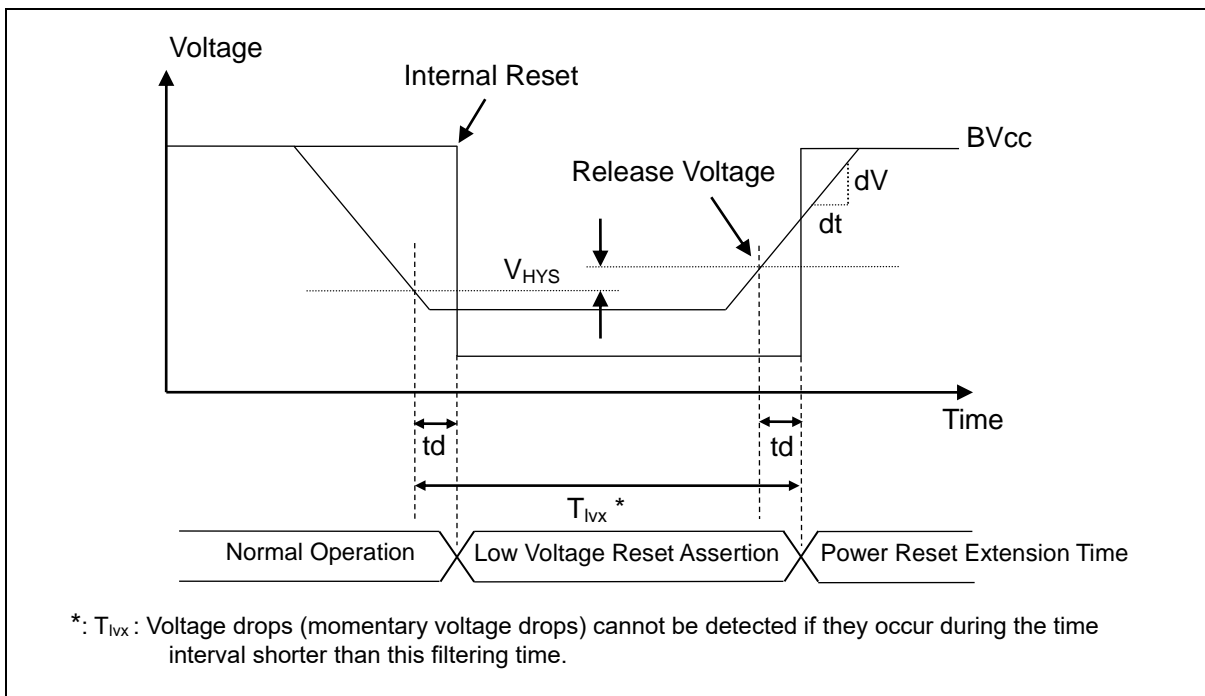 Voltage
Internal Reset
BVcc
Release Voltage
dV
dt
VHYS
Time
td
td
Tlvx *
Normal Operation
Low Voltage Reset Assertion
Power Reset Extension Time
*: Tlvx : Voltage drops (momentary voltage drops) cannot be detected if they occur during the time
interval shorter than this filtering time.